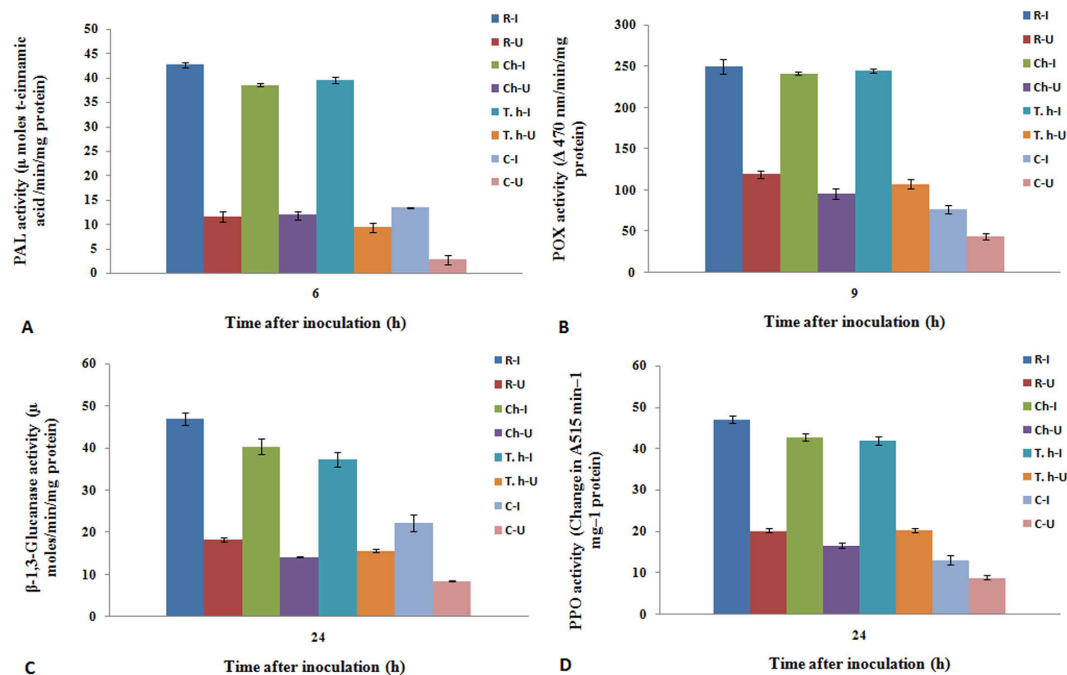 PAL activity (μ moles t-cinnamic
acid /min/mg protein)
50
45
40
35
30
25
20
15
10
5
0
6
Time after inoculation (h)
A
R-I
R-U
Ch-I
Ch-U
T. h-I
T. h-U
C-I
C-U
POX activity (Δ 470 nm/min/mg
protein)
300
250
200
150
100
50
0
9
Time after inoculation (h)
B
R-I
R-U
Ch-I
Ch-U
T. h-I
T. h-U
C-I
C-U
β-1,3-Glucanase activity (μ
moles/min/mg protein)
60
50
40
30
20
10
0
24
Time after inoculation (h)
C
R-I
R-U
Ch-I
Ch-U
T. h-I
T. h-U
C-I
C-U
PPO activity (Change in A515 min–1
mg–1 protein)
60
50
40
30
20
10
0
24
Time after inoculation (h)
D
R-I
R-U
Ch-I
Ch-U
T. h-I
T. h-U
C-I
C-U